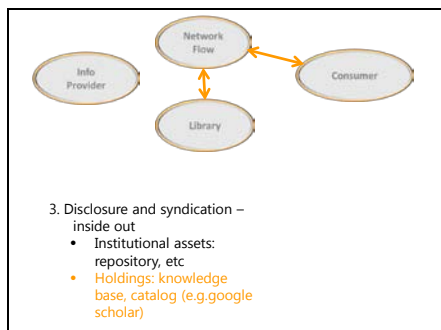 Network
Flow
Info
Provider
Consumer
Library
3. Disclosure and syndication –
inside out
• Institutional assets:
repository, etc
• Holdings: knowledge
base, catalog (e.g.google
scholar)